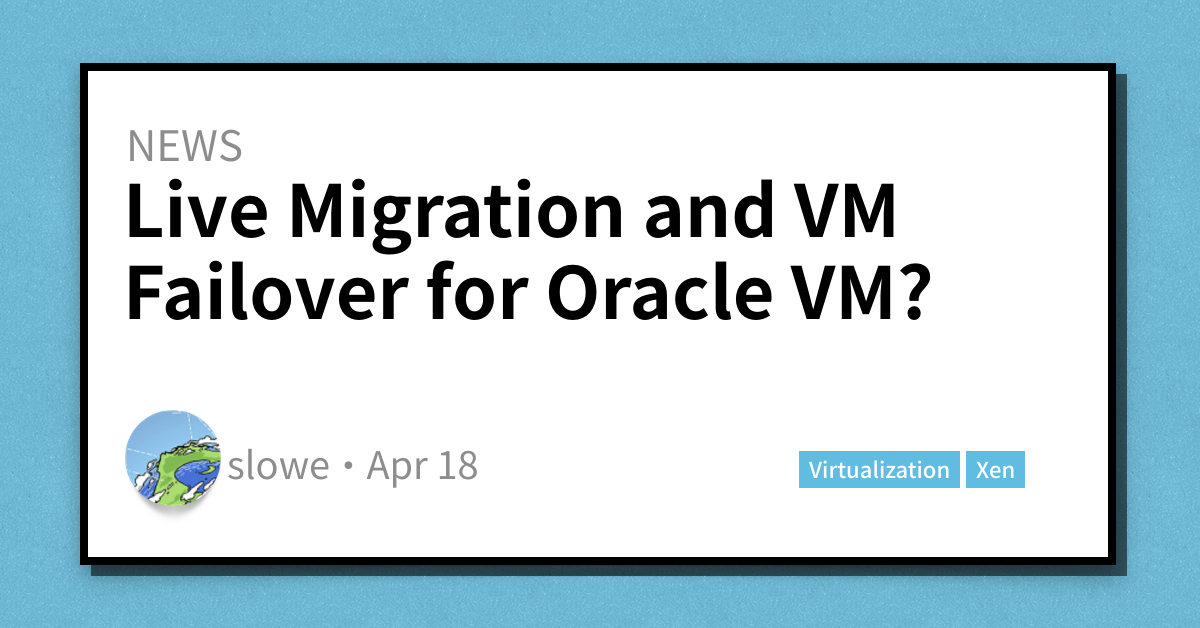 NEWS
Live Migration and VM
Failover for Oracle VM?
slowe • Apr 18
Virtualization Xen